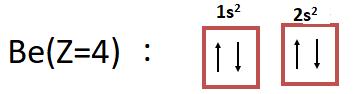 1s² 2s²
Be(Z=4) :